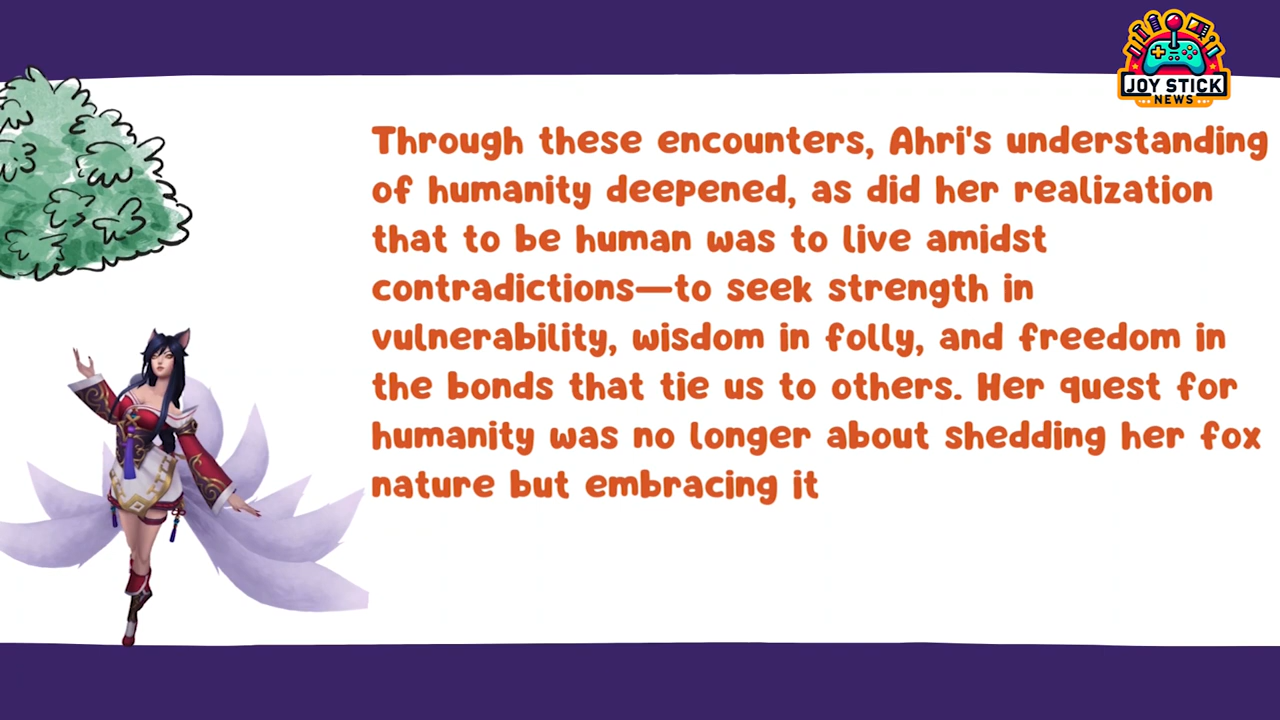 JOY STICK
NEWS
Through these encounters, Ahri's understanding
of humanity deepened, as did her realization
that to be human was to live amidst
contradictions—to seek strength in
vulnerability, wisdom in folly, and freedom in
the bonds that tie us to others. Her quest for
humanity was no longer about shedding her fox
nature but embracing it